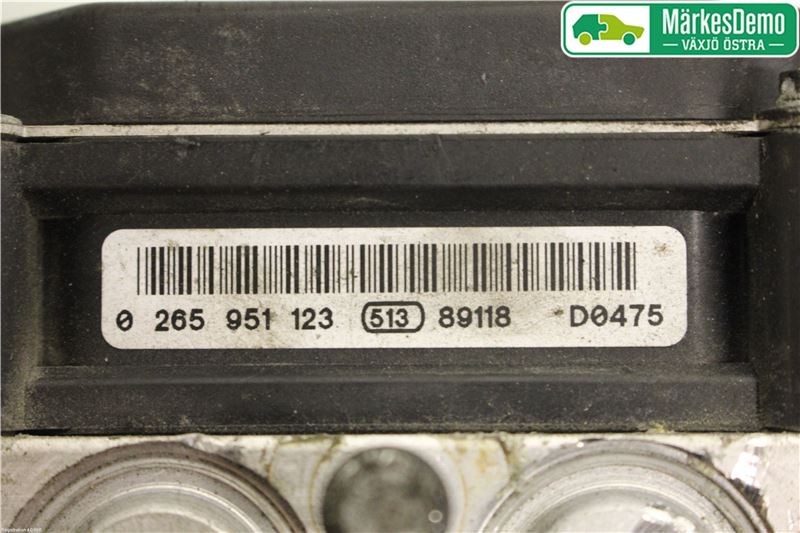 MärkesDemo
VÄXJÖ ÖSTRA
0 265 951 123 513 89118 D0475